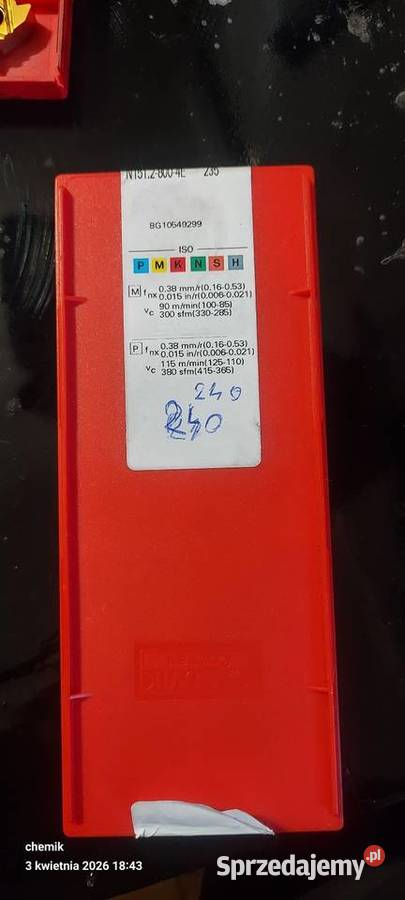 N151.2-800-4E 235
BG10549299
ISO
P M K N S H
M fnx 0.38 mm/r(0.16-0.53)
0.015 in/r(0.006-0.021)
vc 90 m/min(100-85)
300 sfm(330-285)
P fnx 0.38 mm/r(0.16-0.53)
0.015 in/r(0.006-0.021)
vc 115 m/min(125-110)
380 sfm(415-365)
240
240
chemik
3 kwietnia 2026 18:43
Sprzedajemy.pl